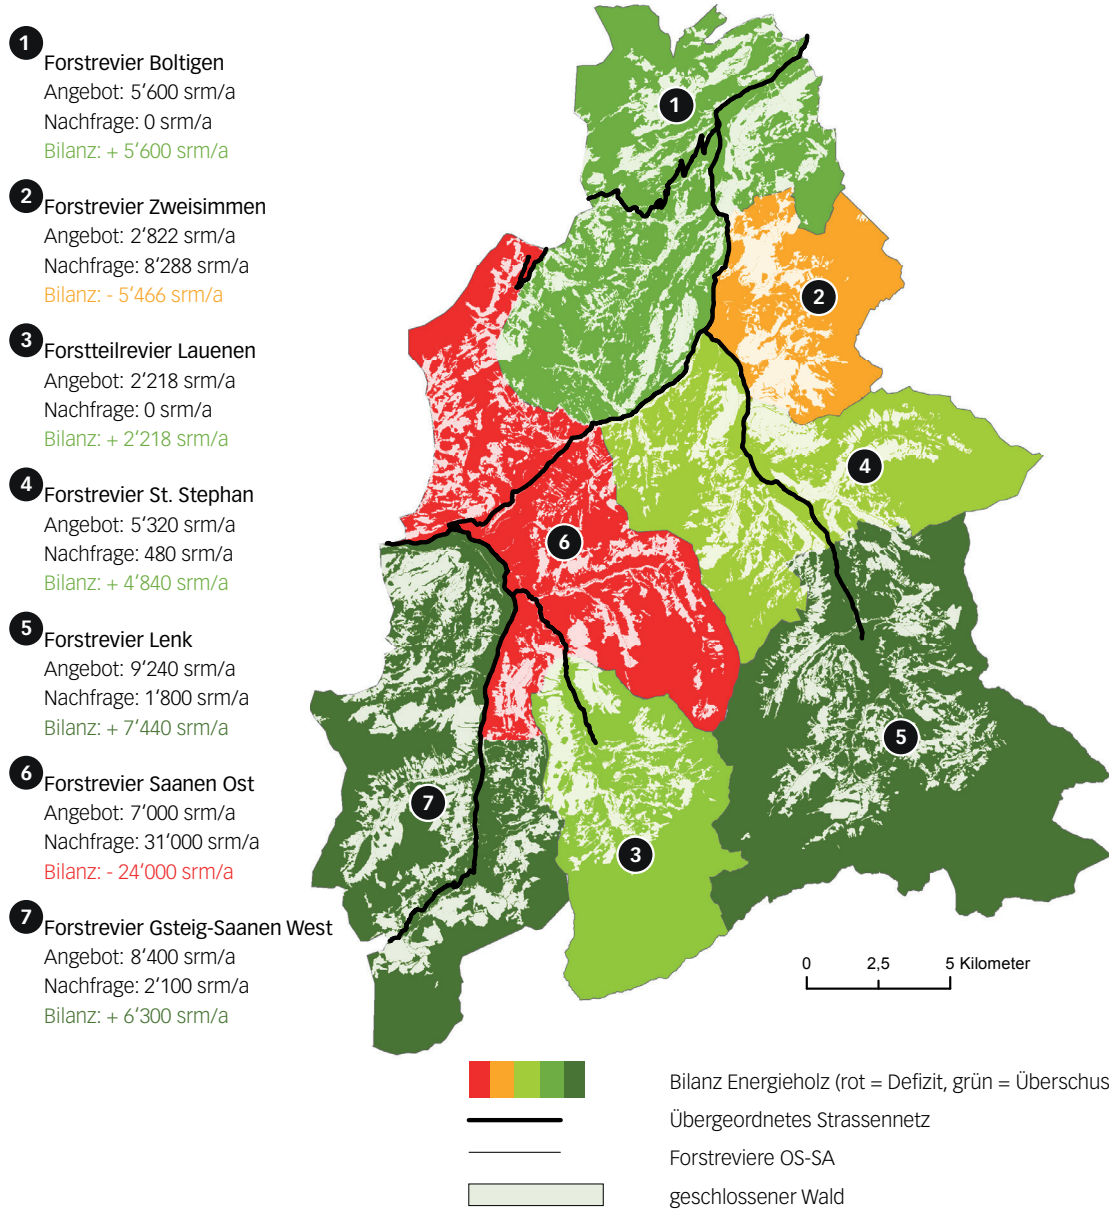 1
Forstrevier Boltigen
Angebot: 5'600 srm/a
Nachfrage: 0 srm/a
Bilanz: + 5'600 srm/a
2
Forstrevier Zweisimmen
Angebot: 2'822 srm/a
Nachfrage: 8'288 srm/a
Bilanz: - 5'466 srm/a
3
Forstteilrevier Lauenen
Angebot: 2'218 srm/a
Nachfrage: 0 srm/a
Bilanz: + 2'218 srm/a
4
Forstrevier St. Stephan
Angebot: 5'320 srm/a
Nachfrage: 480 srm/a
Bilanz: + 4'840 srm/a
5
Forstrevier Lenk
Angebot: 9'240 srm/a
Nachfrage: 1'800 srm/a
Bilanz: + 7'440 srm/a
6
Forstrevier Saanen Ost
Angebot: 7'000 srm/a
Nachfrage: 31'000 srm/a
Bilanz: - 24'000 srm/a
7
Forstrevier Gsteig-Saanen West
Angebot: 8'400 srm/a
Nachfrage: 2'100 srm/a
Bilanz: + 6'300 srm/a
1
2
4
6
5
7
3
0 2,5 5 Kilometer
Bilanz Energieholz (rot = Defizit, grün = Überschus
Übergeordnetes Strassennetz
Forstreviere OS-SA
geschlossener Wald